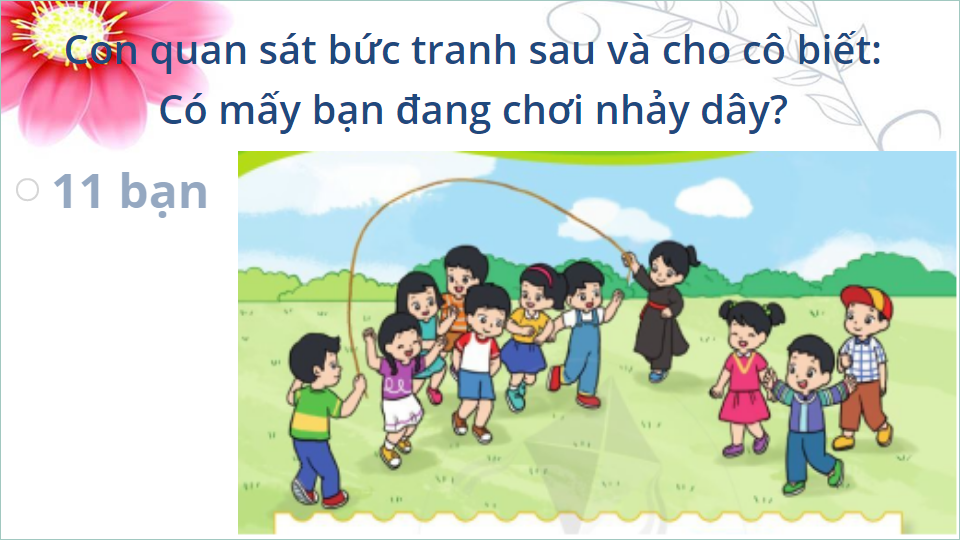 Con quan sát bức tranh sau và cho cô biết:
Có mấy bạn đang chơi nhảy dây?
11 bạn